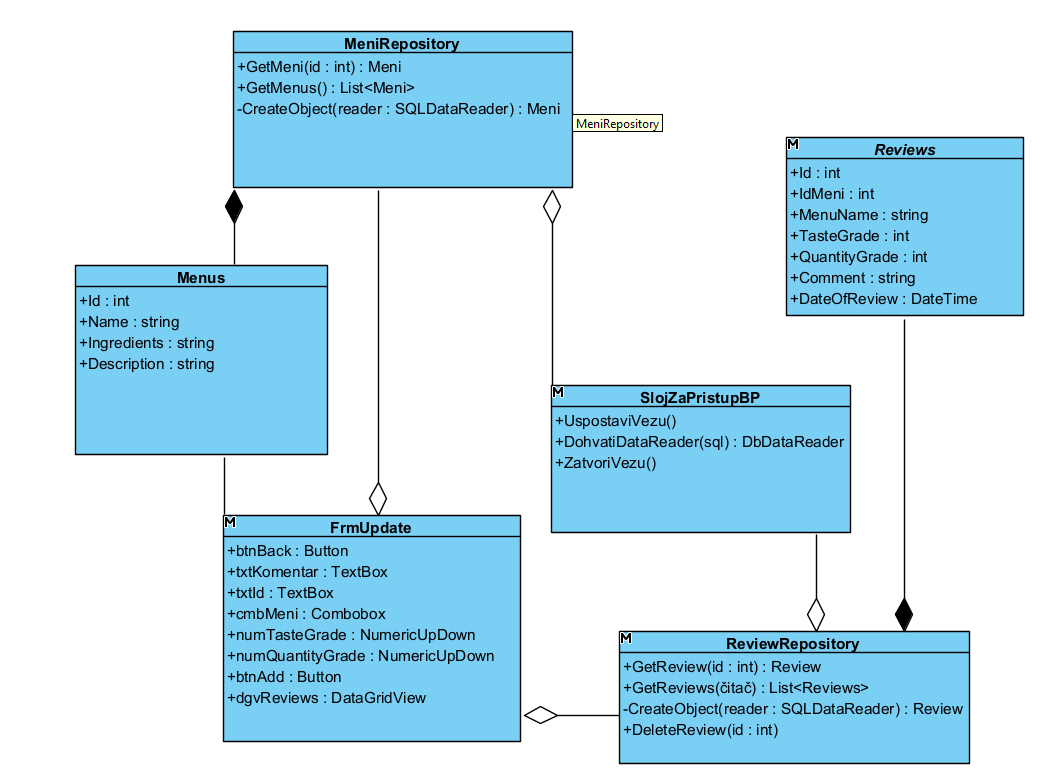 MeniRepository
+GetMeni(id : int) : Meni
+GetMenus() : List<Meni>
-CreateObject(reader : SQLDataReader) : Meni
MeniRepository
M
Reviews
+Id : int
+IdMeni : int
+MenuName : string
+TasteGrade : int
+QuantityGrade : int
+Comment : string
+DateOfReview : DateTime
Menus
+Id : int
+Name : string
+Ingredients : string
+Description : string
M
SlojZaPristupBP
+UspostaviVezu()
+DohvatiDataReader(sql) : DbDataReader
+ZatvoriVezu()
M
FrmUpdate
+btnBack : Button
+txtKomentar : TextBox
+txtId : TextBox
+cmbMeni : Combobox
+numTasteGrade : NumericUpDown
+numQuantityGrade : NumericUpDown
+btnAdd : Button
+dgvReviews : DataGridView
M
ReviewRepository
+GetReview(id : int) : Review
+GetReviews(čitač) : List<Reviews>
-CreateObject(reader : SQLDataReader) : Review
+DeleteReview(id : int)